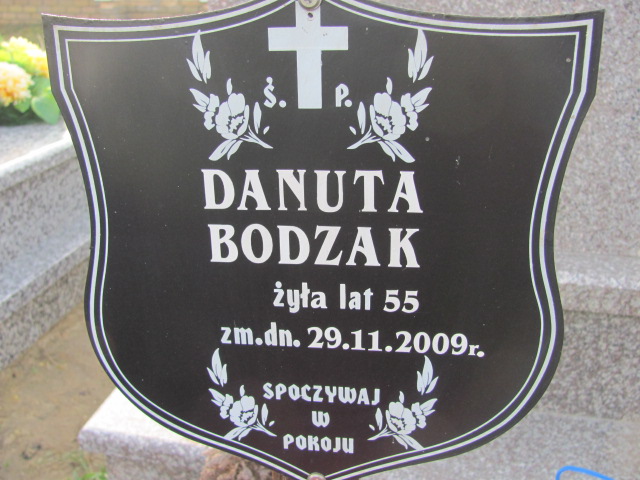 Ś. P.
DANUTA
BODZAK
żyła lat 55
zm.dn. 29.11.2009r.
SPOCZYWAJ
W
POKOJU